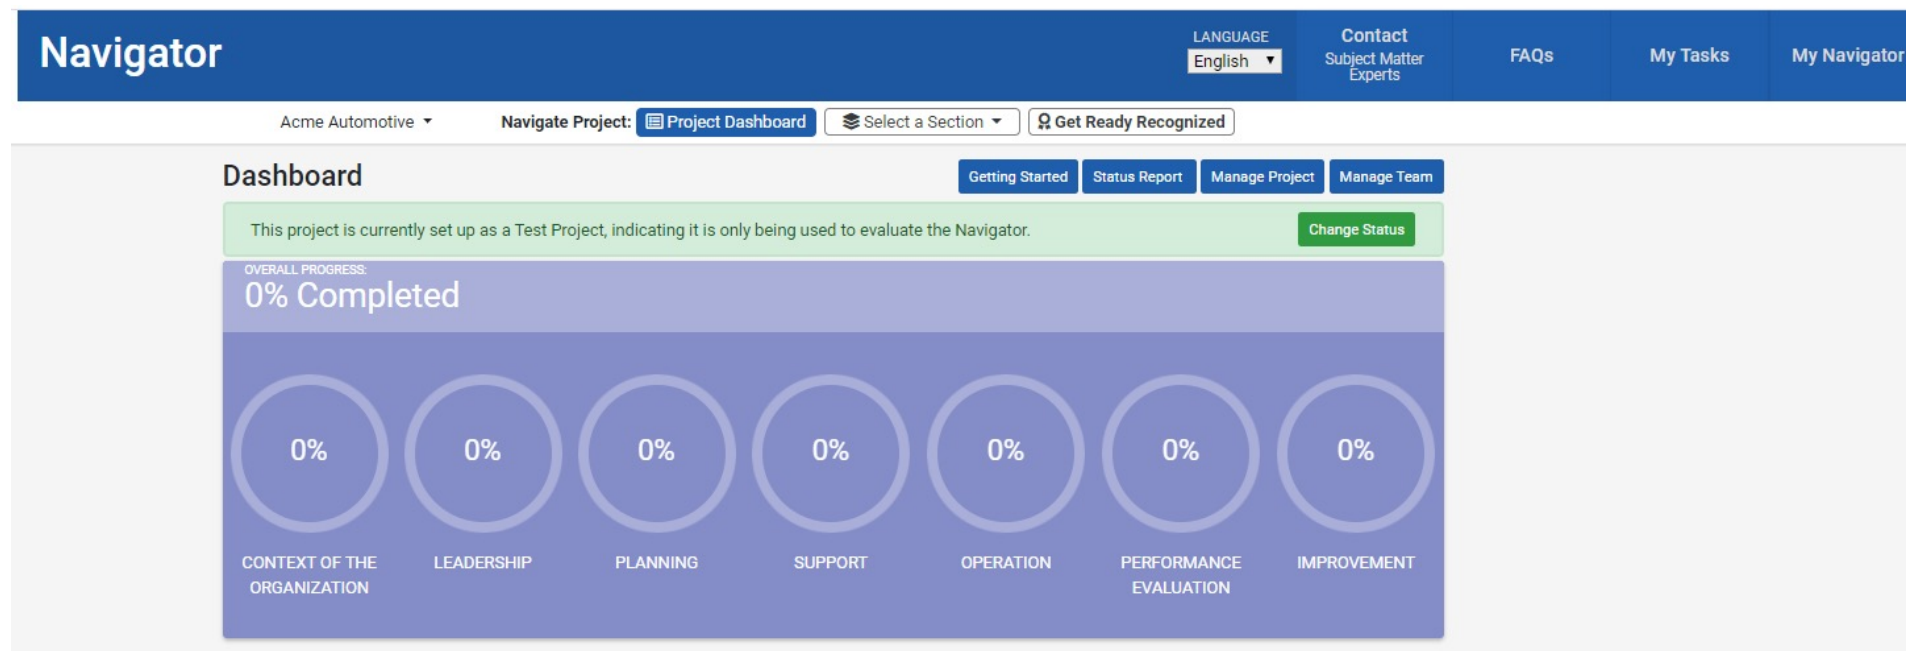 Navigator
LANGUAGE
English
Contact
Subject Matter
Experts
FAQs
My Tasks
My Navigator
Acme Automotive
Navigate Project:
Project Dashboard
Select a Section
Get Ready Recognized
Dashboard
Getting Started
Status Report
Manage Project
Manage Team
This project is currently set up as a Test Project, indicating it is only being used to evaluate the Navigator.
Change Status
OVERALL PROGRESS:
0% Completed
0%
0%
0%
0%
0%
0%
0%
CONTEXT OF THE
ORGANIZATION
LEADERSHIP
PLANNING
SUPPORT
OPERATION
PERFORMANCE
EVALUATION
IMPROVEMENT